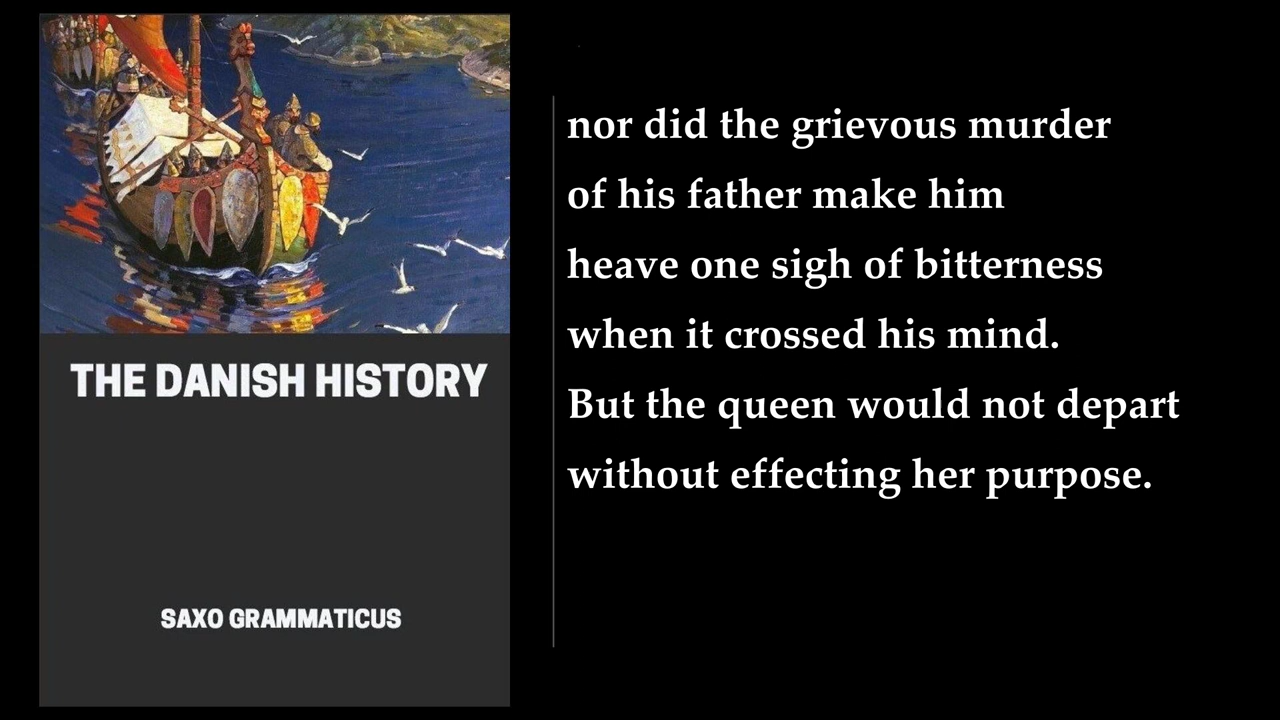 THE DANISH HISTORY
SAXO GRAMMATICUS
nor did the grievous murder
of his father make him
heave one sigh of bitterness
when it crossed his mind.
But the queen would not depart
without effecting her purpose.